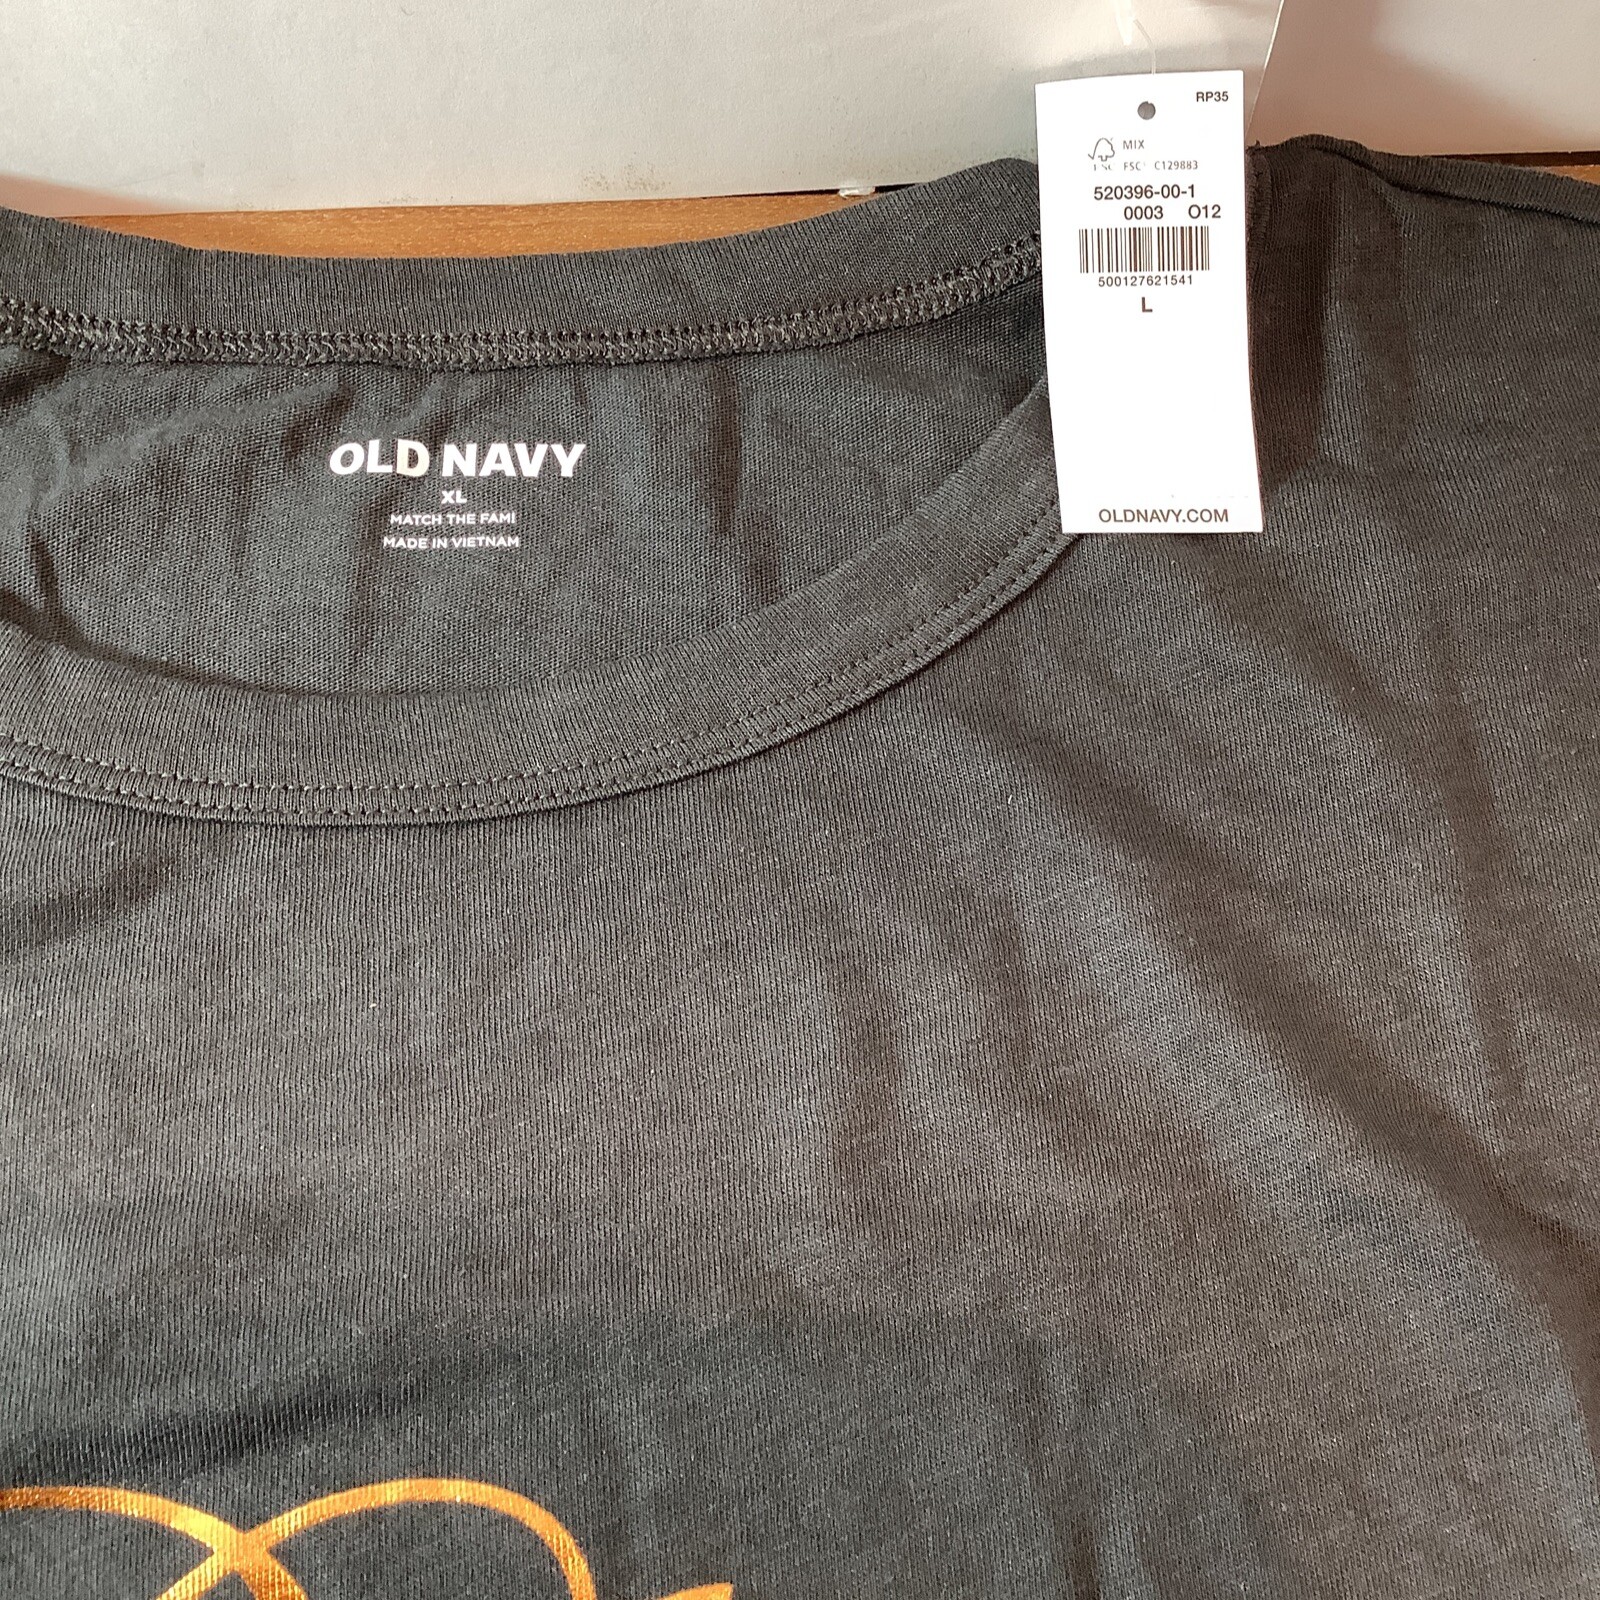 RP35
MIX
FSC® C129883
520396-00-1
0003 O12
500127621541
L
OLDNAVY.COM
OLD NAVY
XL
MATCH THE FAM!
MADE IN VIETNAM